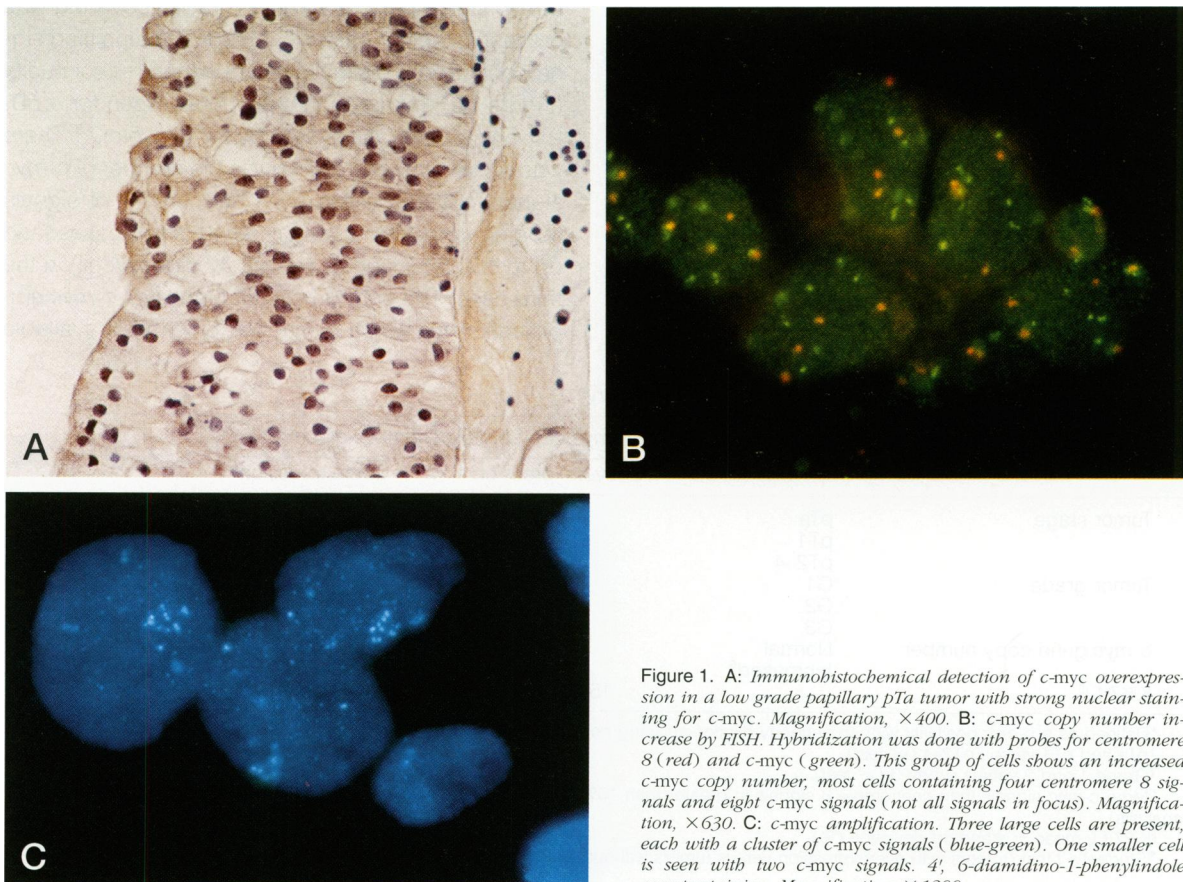 A
B
C
Figure 1. A: Immunohistochemical detection of c-myc overexpres-
sion in a low grade papillary pTa tumor with strong nuclear stain-
ing for c-myc. Magnification, ×400. B: c-myc copy number in-
crease by FISH. Hybridization was done with probes for centromere
8 (red) and c-myc (green). This group of cells shows an increased
c-myc copy number, most cells containing four centromere 8 sig-
nals and eight c-myc signals (not all signals in focus). Magnifica-
tion, ×630. C: c-myc amplification. Three large cells are present,
each with a cluster of c-myc signals (blue-green). One smaller cell
is seen with two c-myc signals. 4', 6-diamidino-1-phenylindole